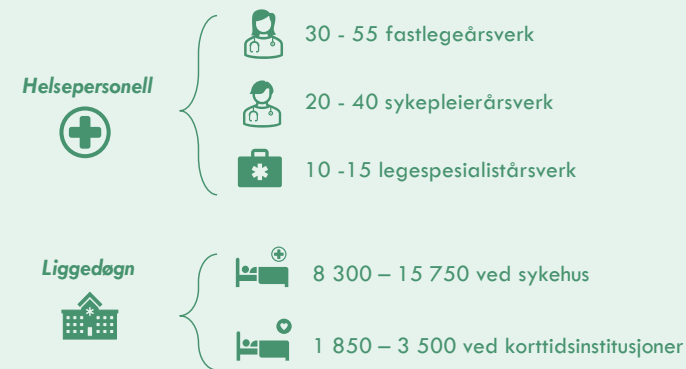 Helsepersonell
30 - 55 fastlegeårsverk
20 - 40 sykepleierårsverk
10 -15 legespesialistårsverk
Liggedøgn
8 300 – 15 750 ved sykehus
1 850 – 3 500 ved korttidsinstitusjoner